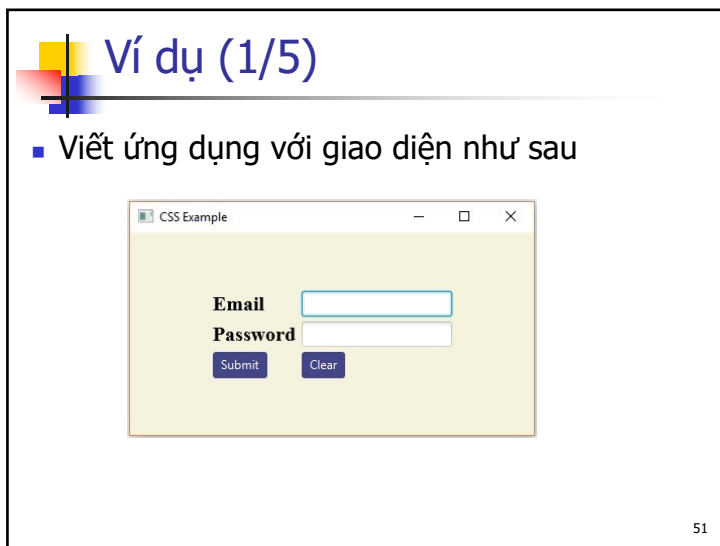 Ví dụ (1/5)
Viết ứng dụng với giao diện như sau
CSS Example
Email
Password
Submit Clear
51